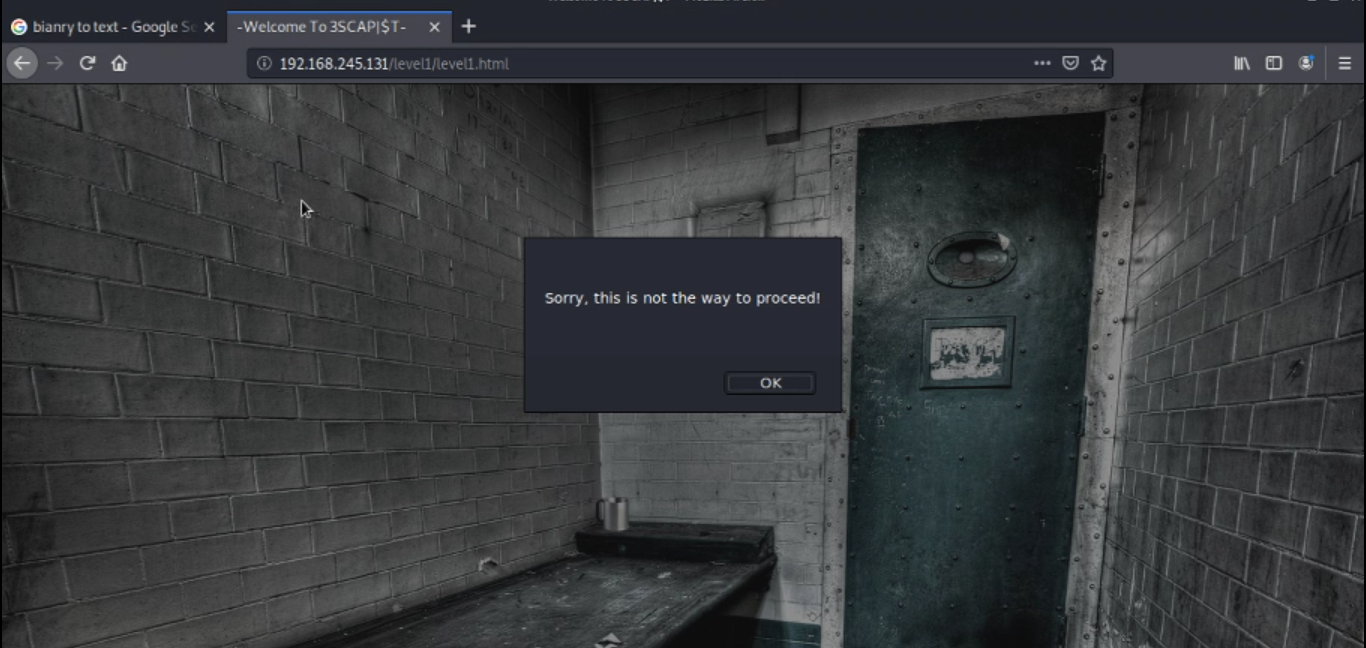 bianry to text - Google Se
-Welcome To 3SCAP|$T-
192.168.245.131/level1/level1.html
Sorry, this is not the way to proceed!
OK